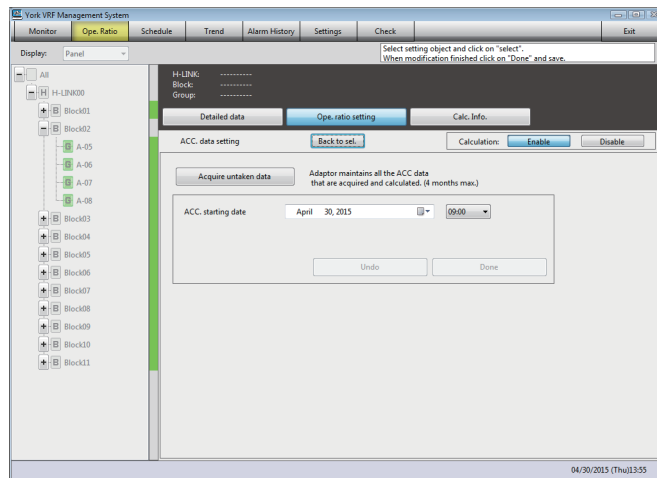 York VRF Management System
Monitor Ope. Ratio Schedule Trend Alarm History Settings Check Exit
Display: Panel
Select setting object and click on "select".
When modification finished click on "Done" and save.
All
H H-LINK00
B Block01
B Block02
G A-05
G A-06
G A-07
G A-08
B Block03
B Block04
B Block05
B Block06
B Block07
B Block08
B Block09
B Block10
B Block11
H-LINK: ----------
Block: ----------
Group: ----------
Detailed data Ope. ratio setting Calc. Info.
ACC. data setting Back to sel. Calculation: Enable Disable
Acquire untaken data
Adaptor maintains all the ACC data
that are acquired and calculated. (4 months max.)
ACC. starting date April 30, 2015 09:00
Undo Done
04/30/2015 (Thu)13:55